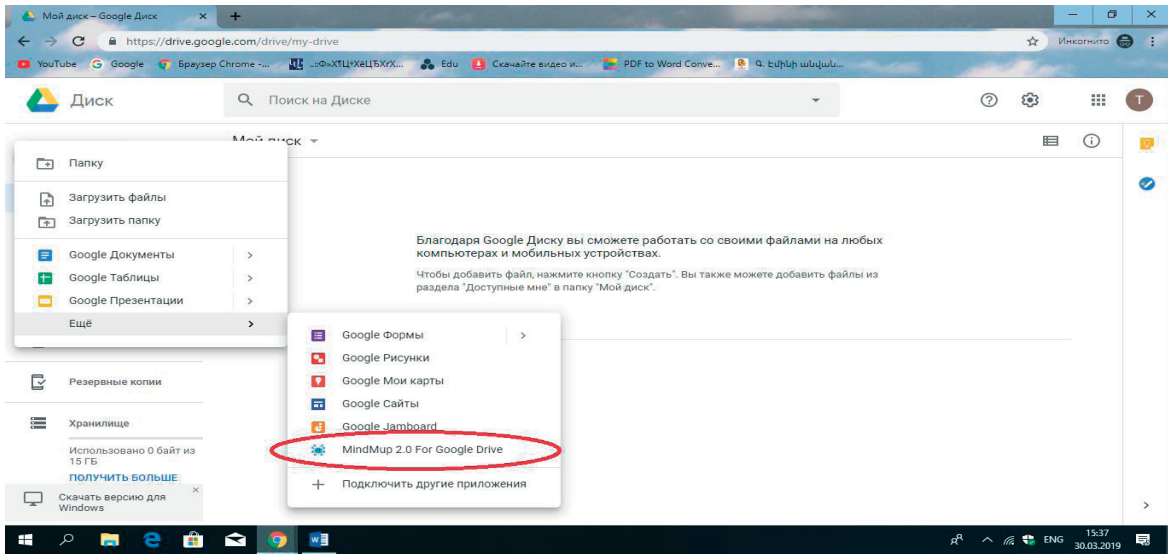 Мой диск – Google Диск
https://drive.google.com/drive/my-drive
Инкогнито
YouTube
Google
Браузер Chrome -...
Edu
Скачайте видео и...
PDF to Word Conve...
Диск
Поиск на Диске
T
Мой диск
Папку
Загрузить файлы
Загрузить папку
Google Документы
Google Таблицы
Google Презентации
Ещё
Благодаря Google Диску вы сможете работать со своими файлами на любых
компьютерах и мобильных устройствах.
Чтобы добавить файл, нажмите кнопку "Создать". Вы также можете добавить файлы из
раздела "Доступные мне" в папку "Мой диск".
Google Формы
Google Рисунки
Google Мои карты
Google Сайты
Google Jamboard
MindMup 2.0 For Google Drive
Подключить другие приложения
Резервные копии
Хранилище
Использовано 0 байт из
15 ГБ
ПОЛУЧИТЬ БОЛЬШЕ
Скачать версию для
Windows
ENG
15:37
30.03.2019